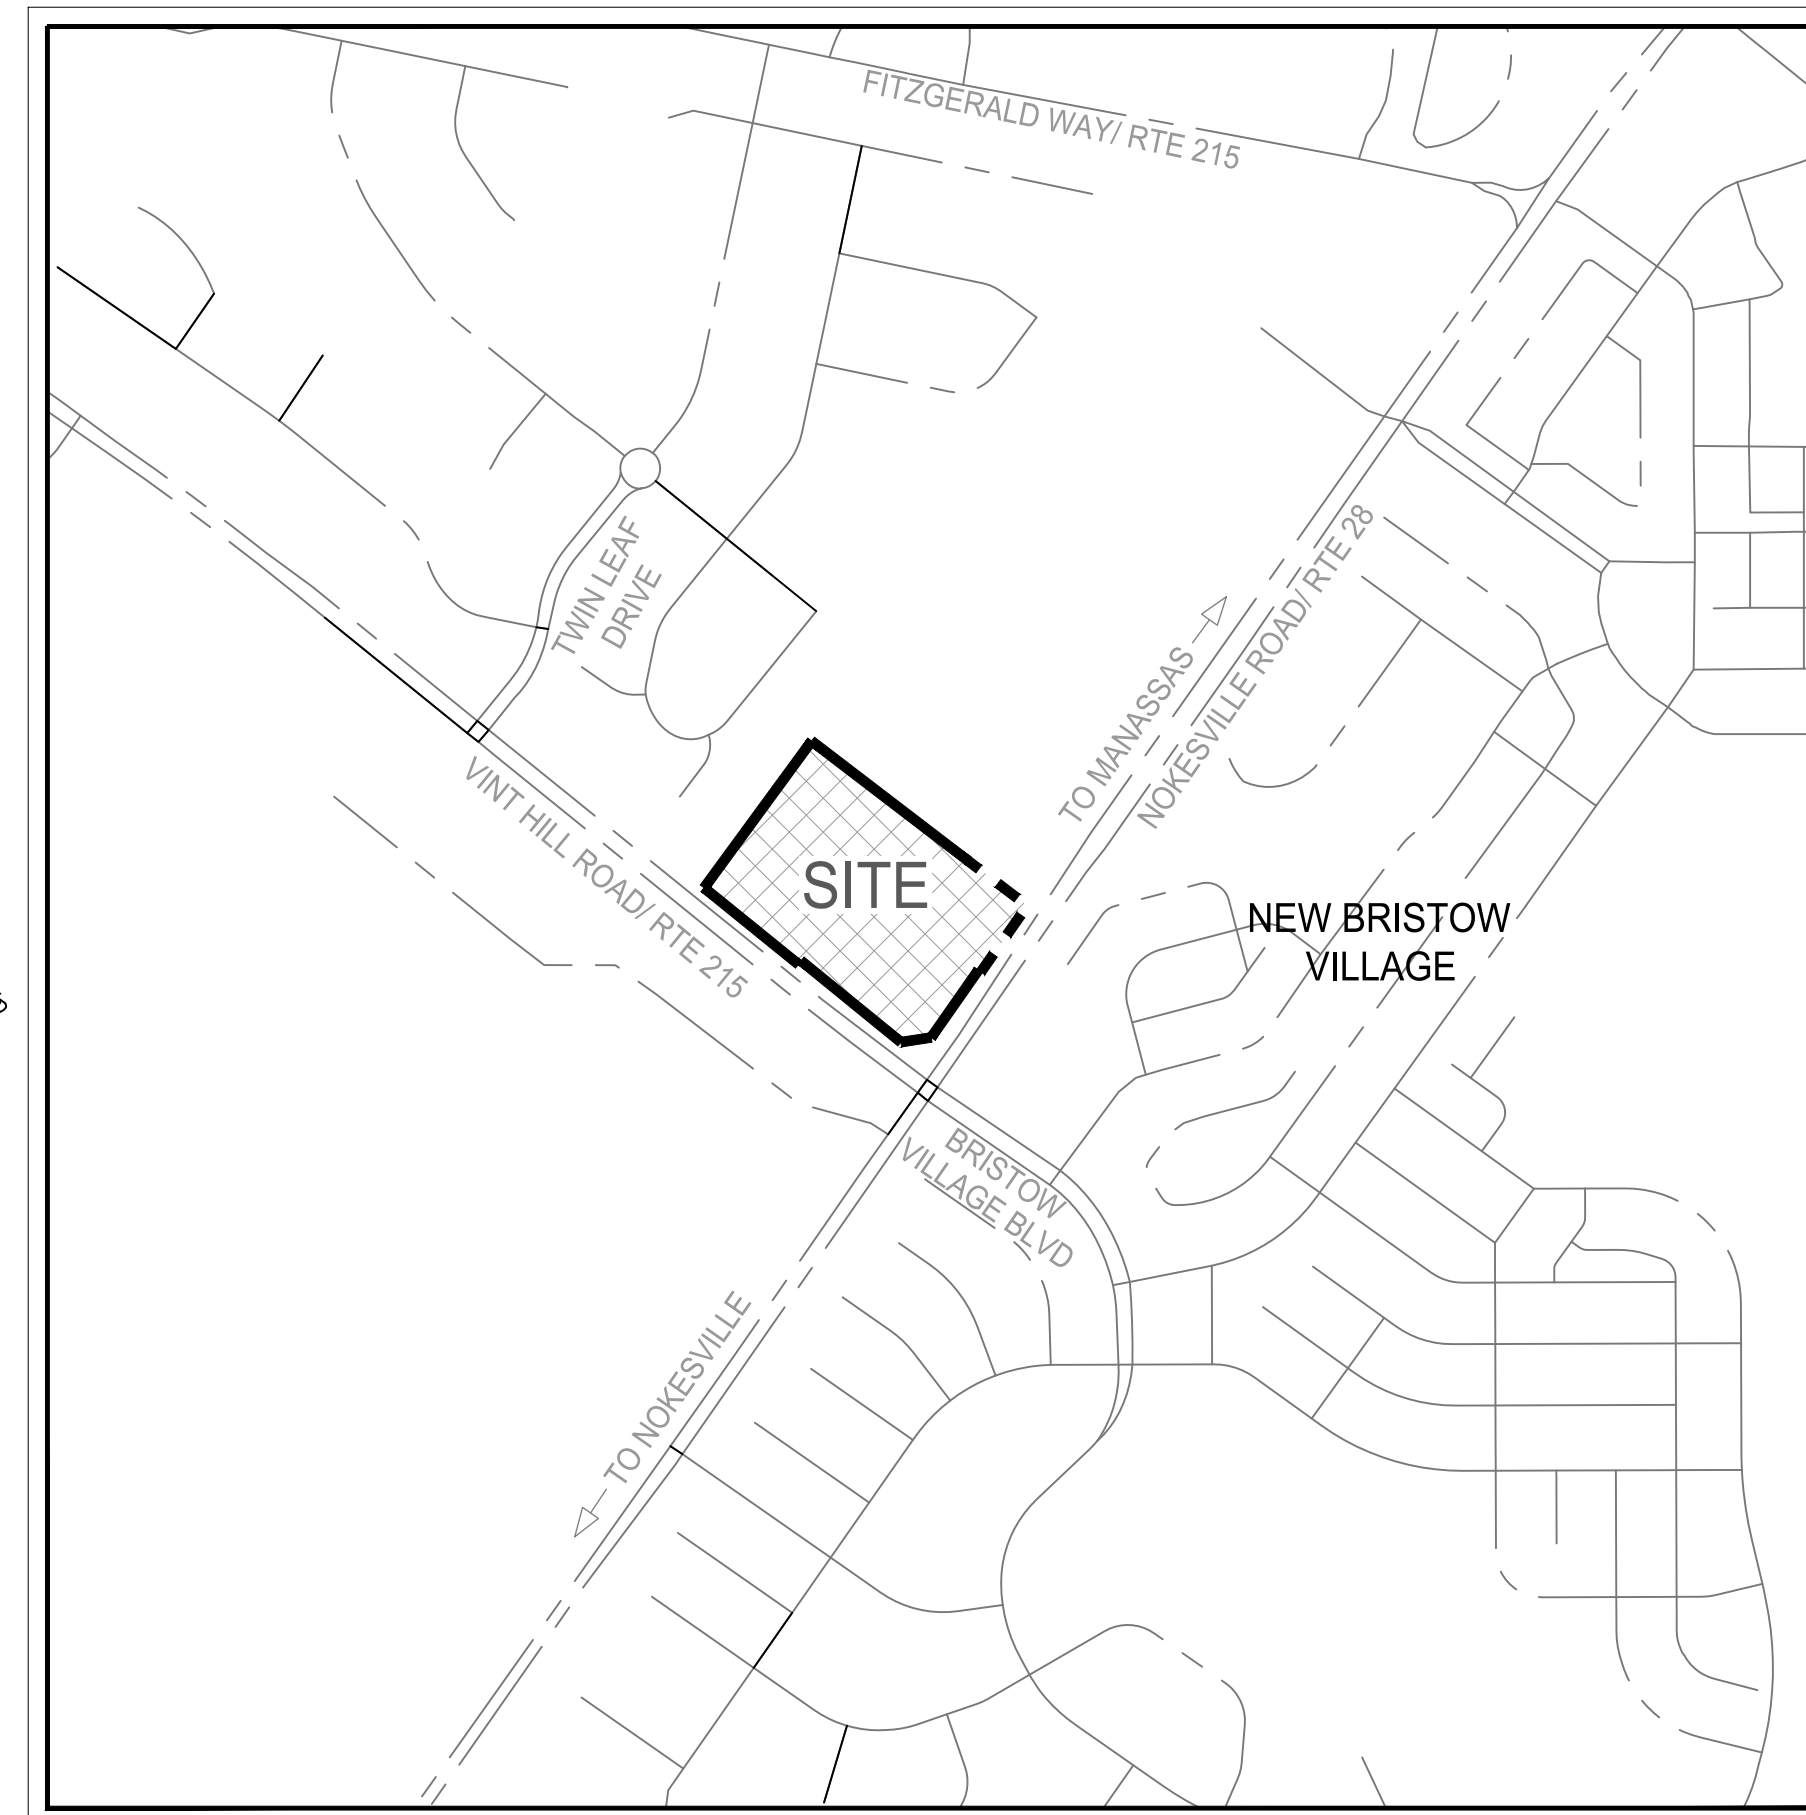 FITZGERALD WAY/ RTE 215
TWIN LEAF
DRIVE
TO MANASSAS
NOKESVILLE ROAD/ RTE 28
VINT HILL ROAD/ RTE 215
SITE
NEW BRISTOW
VILLAGE
BRISTOW
VILLAGE BLVD
TO NOKESVILLE